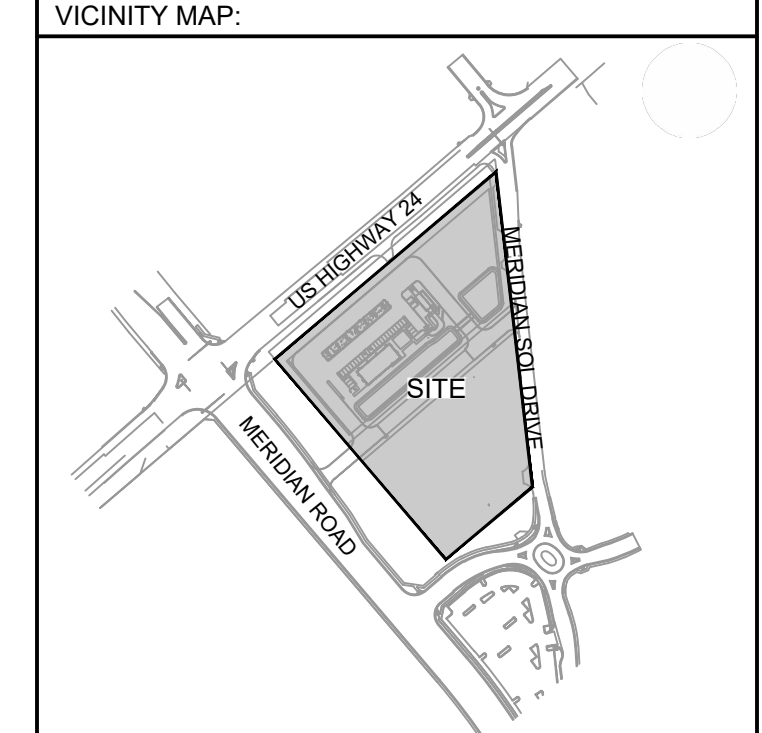 VICINITY MAP:
US HIGHWAY 24
MERIDIAN SOL DRIVE
SITE
MERIDIAN ROAD